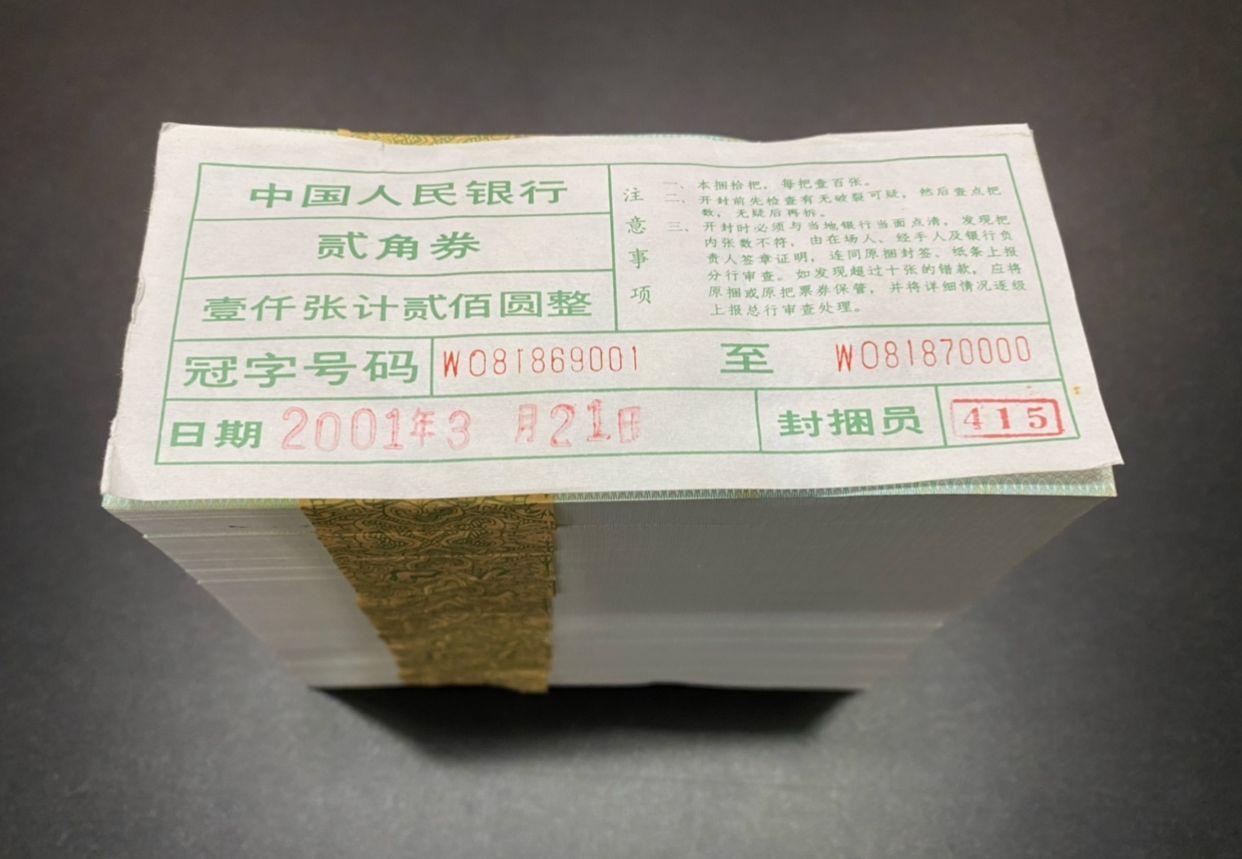 中国人民银行
贰角券
壹仟张计贰佰圆整
注意事项
一、本捆拾把，每把壹百张。
二、开封前先检查有无破裂可疑，然后查点把
数，无疑后再拆。
三、开封时必须与当地银行当面点清，发现把
内张数不符，由在场人、经手人及银行负
责人签章证明，连同原捆封签、纸条上报
分行审查。如发现超过十张的错款，应将
原捆或原把票券保管，并将详细情况连级
上报总行审查处理。
冠字号码 W081869001 至 W081870000
日期 2001年3月21日 封捆员 415